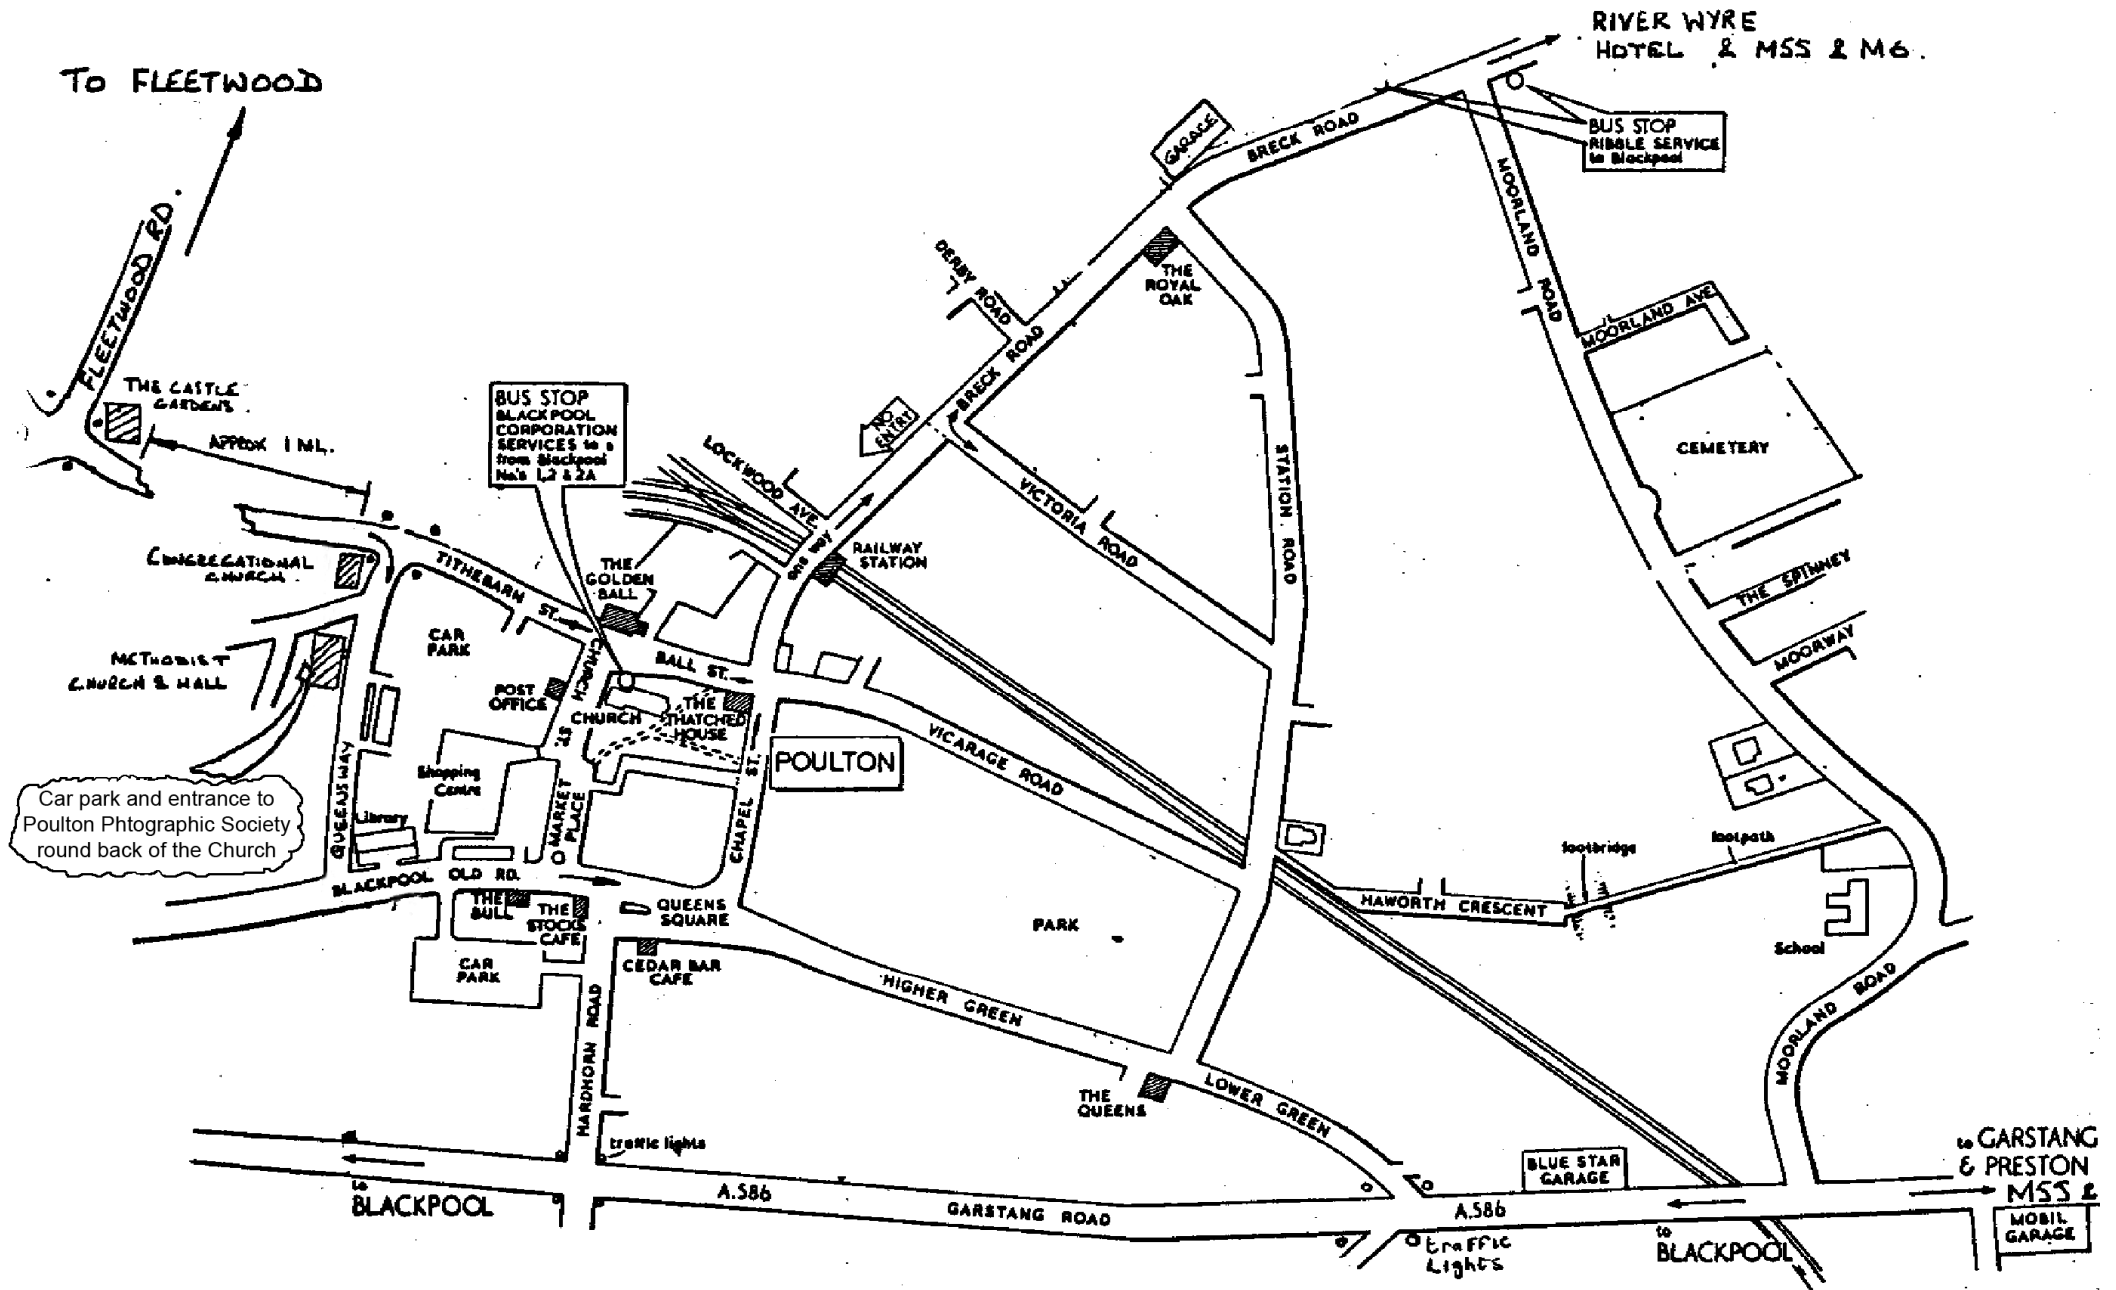 RIVER WYRE
HOTEL & M55 & M6.
TO FLEETWOOD
FLEETWOOD RD.
THE CASTLE
GARDENS.
APPROX 1 ML.
GARAGE
BRECK ROAD
BUS STOP
RIBBLE SERVICE
to Blackpool
MOORLAND ROAD
DERBY ROAD
THE
ROYAL
OAK
MOORLAND AVE
BRECK ROAD
BUS STOP
BLACKPOOL
CORPORATION
SERVICES to &
from Blackpool
No.'s 1,2 & 2A
NO
ENTRY
LOCKWOOD AVE.
CEMETERY
VICTORIA ROAD
STATION ROAD
ONE WAY
RAILWAY
STATION
CONGREGATIONAL
CHURCH
TITHEBARN ST.
THE
GOLDEN
BALL
THE SPINNEY
MOORWAY
CAR
PARK
METHODIST
CHURCH & HALL
BALL ST.
CHURCH ST.
POST
OFFICE
CHURCH
THE
THATCHED
HOUSE
POULTON
VICARAGE ROAD
Shopping
Centre
MARKET
PLACE
CHAPEL ST.
QUEENSWAY
Library
Car park and entrance to
Poulton Phtographic Society
round back of the Church
footbridge
footpath
BLACKPOOL OLD RD.
THE
BULL
THE
STOCKS
CAFE
QUEENS
SQUARE
HAWORTH CRESCENT
PARK
School
CAR
PARK
CEDAR BAR
CAFE
HIGHER GREEN
MOORLAND ROAD
HARDHORN ROAD
THE
QUEENS
LOWER GREEN
traffic lights
BLUE STAR
GARAGE
to GARSTANG
& PRESTON
M55 &
MOBIL
GARAGE
to
BLACKPOOL
A.586
GARSTANG ROAD
A.586
traffic
Lights
to
BLACKPOOL